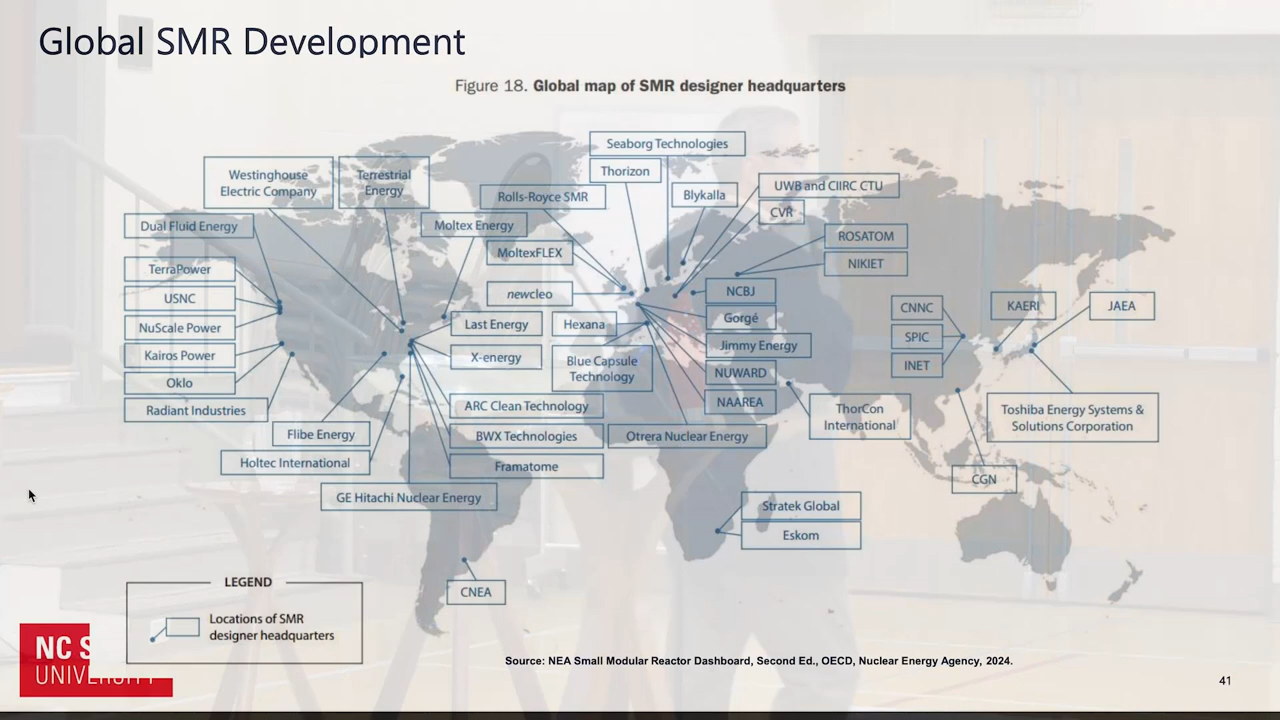 Global SMR Development
Figure 18. Global map of SMR designer headquarters
Seaborg Technologies
Thorizon
Westinghouse
Electric Company
Terrestrial
Energy
Rolls-Royce SMR
Blykalla
UWB and CIIRC CTU
CVR
Dual Fluid Energy
Moltex Energy
MoltexFLEX
ROSATOM
NIKIET
TerraPower
USNC
NuScale Power
Kairos Power
Oklo
Radiant Industries
newcleo
NCBJ
Last Energy
Hexana
Gorgé
X-energy
Blue Capsule
Technology
Jimmy Energy
NUWARD
NAAREA
CNNC
SPIC
INET
KAERI
JAEA
ARC Clean Technology
ThorCon
International
Toshiba Energy Systems &
Solutions Corporation
Flibe Energy
BWX Technologies
Otrera Nuclear Energy
Holtec International
Framatome
CGN
GE Hitachi Nuclear Energy
Stratek Global
Eskom
CNEA
LEGEND
Locations of SMR
designer headquarters
NC S
UNIVERSITY
Source: NEA Small Modular Reactor Dashboard, Second Ed., OECD, Nuclear Energy Agency, 2024.
41